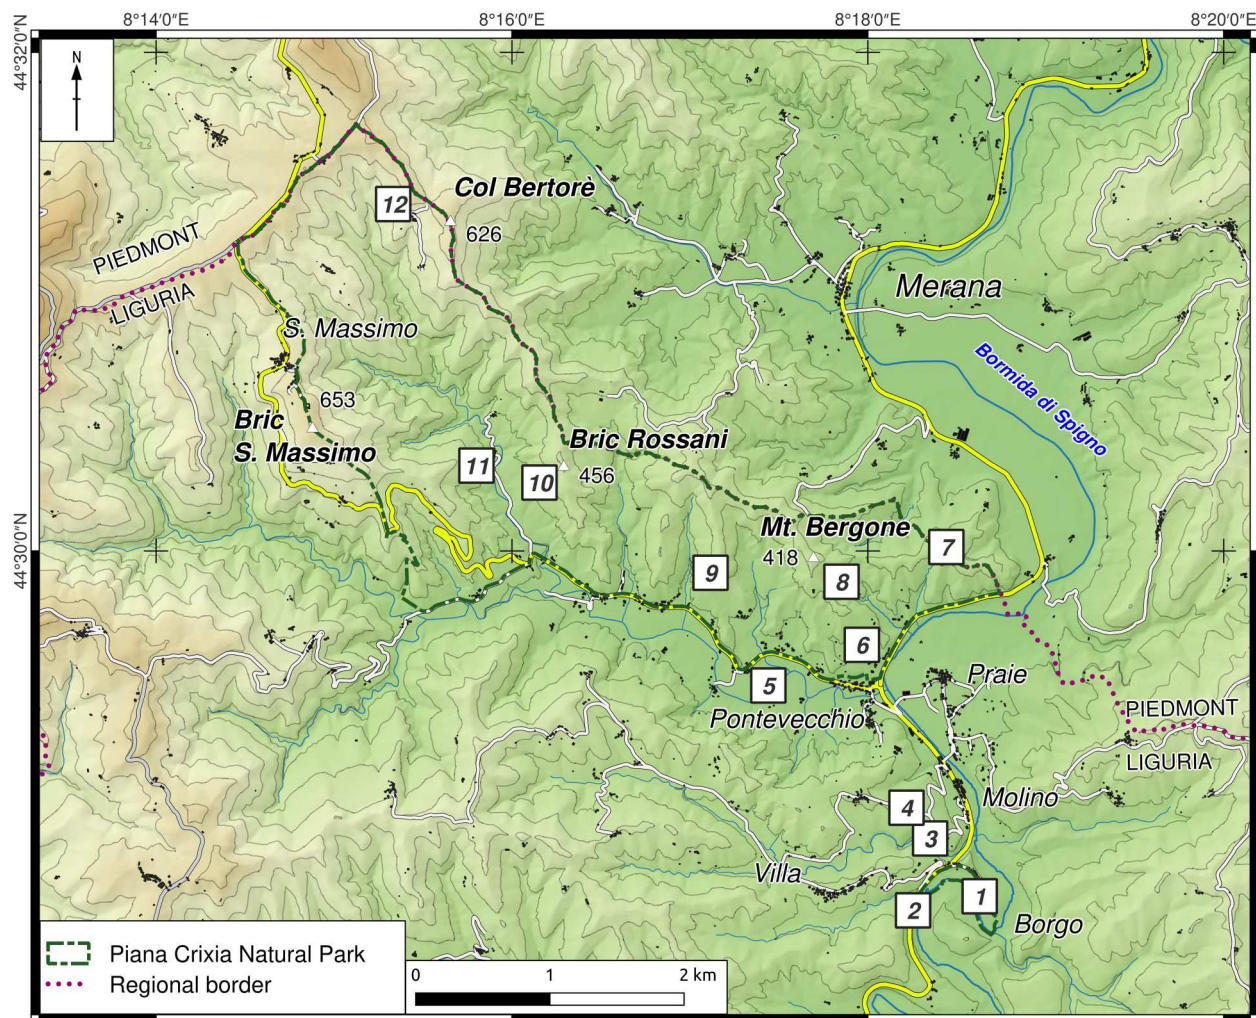 8°14'0"E
8°16'0"E
8°18'0"E
8°20'0"E
44°32'0"N
N
12
Col Bertorè
626
PIEDMONT
LIGURIA
Merana
S. Massimo
Bormida di Spigno
653
Bric
S. Massimo
Bric Rossani
11
10
456
Mt. Bergone
44°30'0"N
418
7
9
8
6
Praie
5
Pontevecchio
PIEDMONT
LIGURIA
Molino
4
3
Villa
1
2
Borgo
Piana Crixia Natural Park
Regional border
0 1 2 km